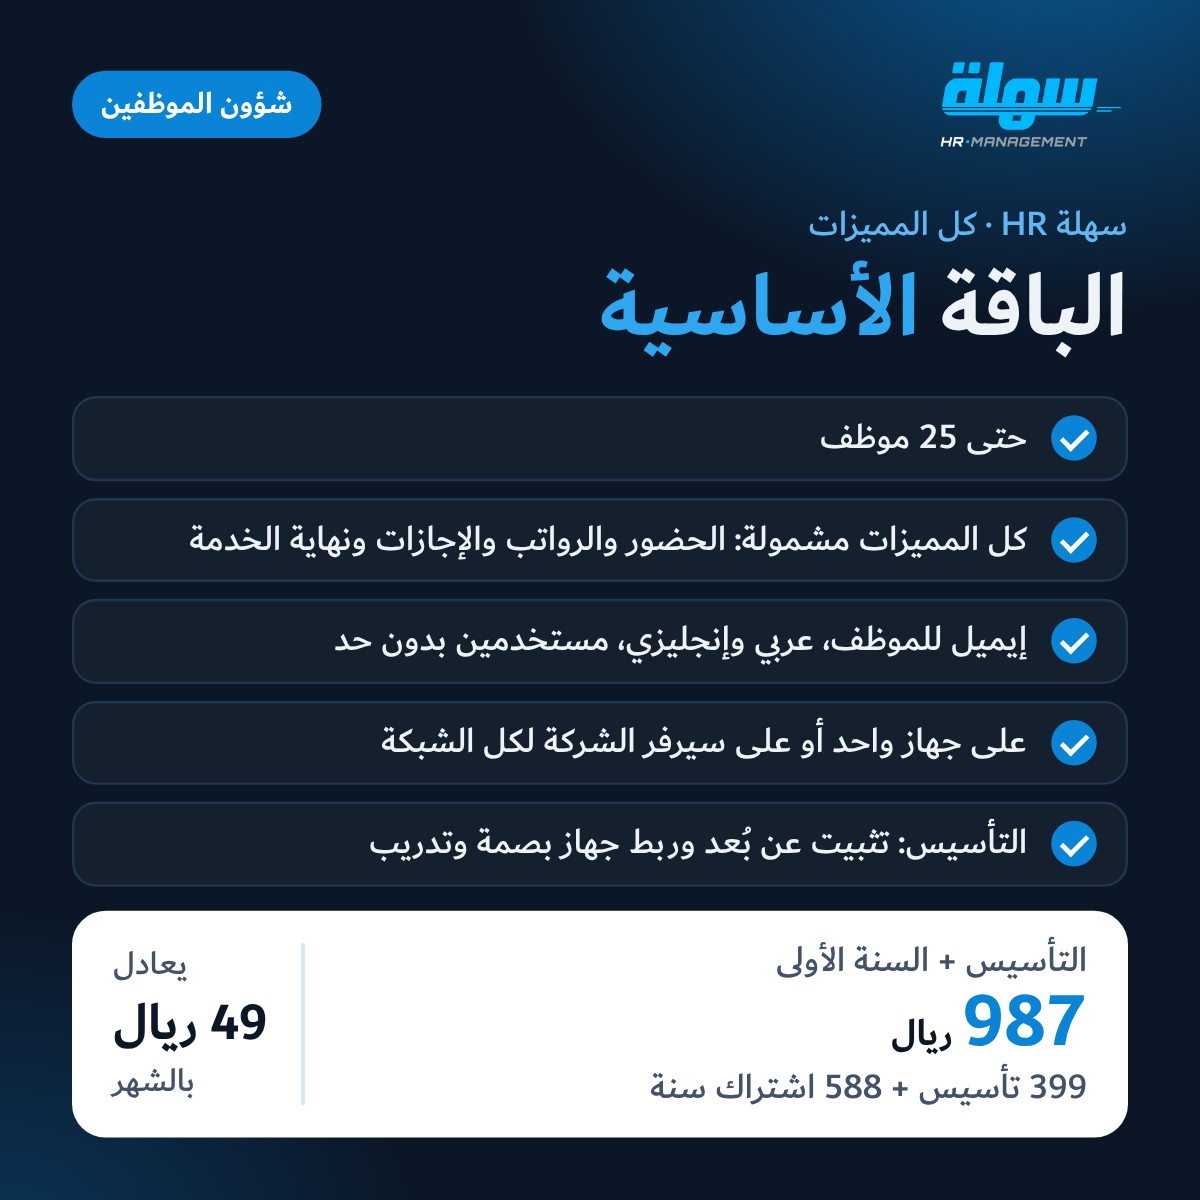 سهلة
HR·MANAGEMENT
شؤون الموظفين
سهلة HR · كل المميزات
الباقة الأساسية
حتى 25 موظف
كل المميزات مشمولة: الحضور والرواتب والإجازات ونهاية الخدمة
إيميل للموظف، عربي وإنجليزي، مستخدمين بدون حد
على جهاز واحد أو على سيرفر الشركة لكل الشبكة
التأسيس: تثبيت عن بُعد وربط جهاز بصمة وتدريب
التأسيس + السنة الأولى
987 ريال
399 تأسيس + 588 اشتراك سنة
يعادل
49 ريال
بالشهر